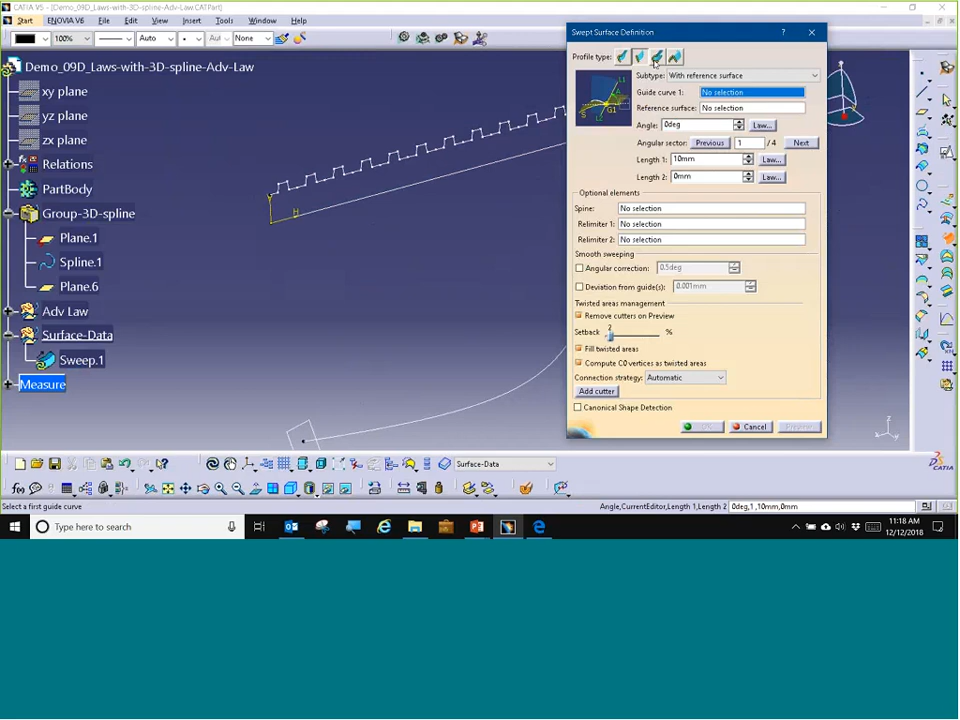 CATIA V5 - [Demo_09D_Laws-with-3D-spline-Adv-Law.CATPart]
Start ENOVIA V6 File Edit View Insert Tools Window Help
100% Auto Aut None
Demo_09D_Laws-with-3D-spline-Adv-Law
xy plane
yz plane
zx plane
Relations
PartBody
Group-3D-spline
Plane.1
Spline.1
Plane.6
Adv Law
Surface-Data
Sweep.1
Measure
Y
H
Swept Surface Definition ?
Profile type:
Subtype: With reference surface
Guide curve 1: No selection
Reference surface: No selection
Angle: 0deg Law...
Angular sector: Previous 1 / 4 Next
Length 1: 10mm Law...
Length 2: 0mm Law...
Optional elements
Spine: No selection
Relimiter 1: No selection
Relimiter 2: No selection
Smooth sweeping
Angular correction: 0.5deg
Deviation from guide(s): 0.001mm
Twisted areas management
Remove cutters on Preview
Setback 2 %
Fill twisted areas
Compute C0 vertices as twisted areas
Connection strategy: Automatic
Add cutter
Canonical Shape Detection
OK Cancel Preview
L1
A
G1
S
L2
z
x y
Surface-Data
f(x)
CATIA
Select a first guide curve
Angle,CurrentEditor,Length 1,Length 2 0deg,1 ,10mm,0mm
Type here to search
11:18 AM
12/12/2018